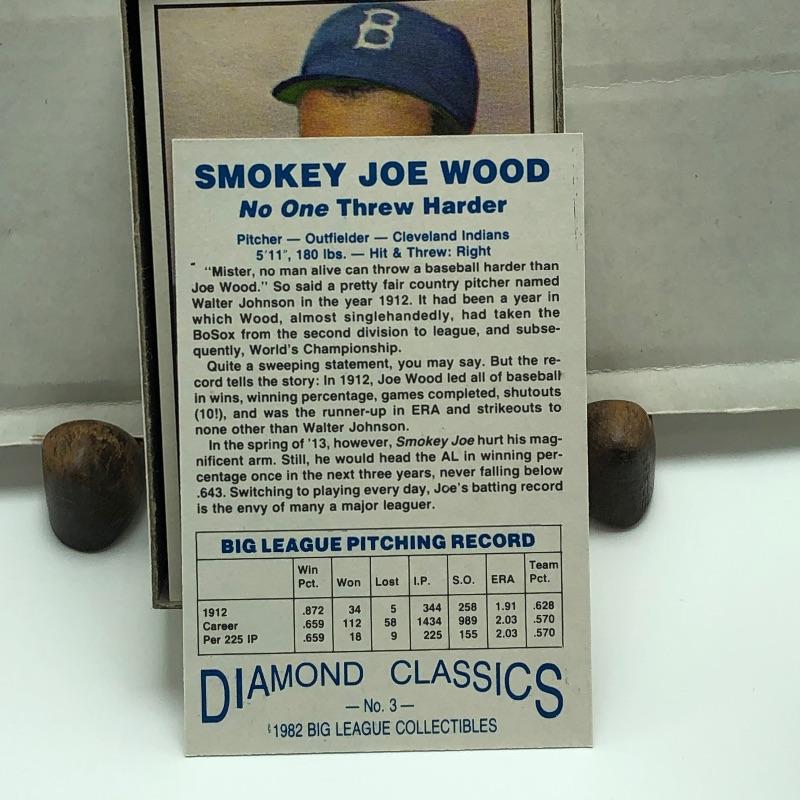 B
SMOKEY JOE WOOD
No One Threw Harder
Pitcher — Outfielder — Cleveland Indians
5'11", 180 lbs. — Hit & Threw: Right
"Mister, no man alive can throw a baseball harder than
Joe Wood." So said a pretty fair country pitcher named
Walter Johnson in the year 1912. It had been a year in
which Wood, almost singlehandedly, had taken the
BoSox from the second division to league, and subse-
quently, World's Championship.
Quite a sweeping statement, you may say. But the re-
cord tells the story: In 1912, Joe Wood led all of baseball
in wins, winning percentage, games completed, shutouts
(10!), and was the runner-up in ERA and strikeouts to
none other than Walter Johnson.
In the spring of '13, however, Smokey Joe hurt his mag-
nificent arm. Still, he would head the AL in winning per-
centage once in the next three years, never falling below
.643. Switching to playing every day, Joe's batting record
is the envy of many a major leaguer.
BIG LEAGUE PITCHING RECORD
Win Pct. Won Lost I.P. S.O. ERA Team Pct.
1912 .872 34 5 344 258 1.91 .628
Career .659 112 58 1434 989 2.03 .570
Per 225 IP .659 18 9 225 155 2.03 .570
DIAMOND CLASSICS
— No. 3 —
1982 BIG LEAGUE COLLECTIBLES